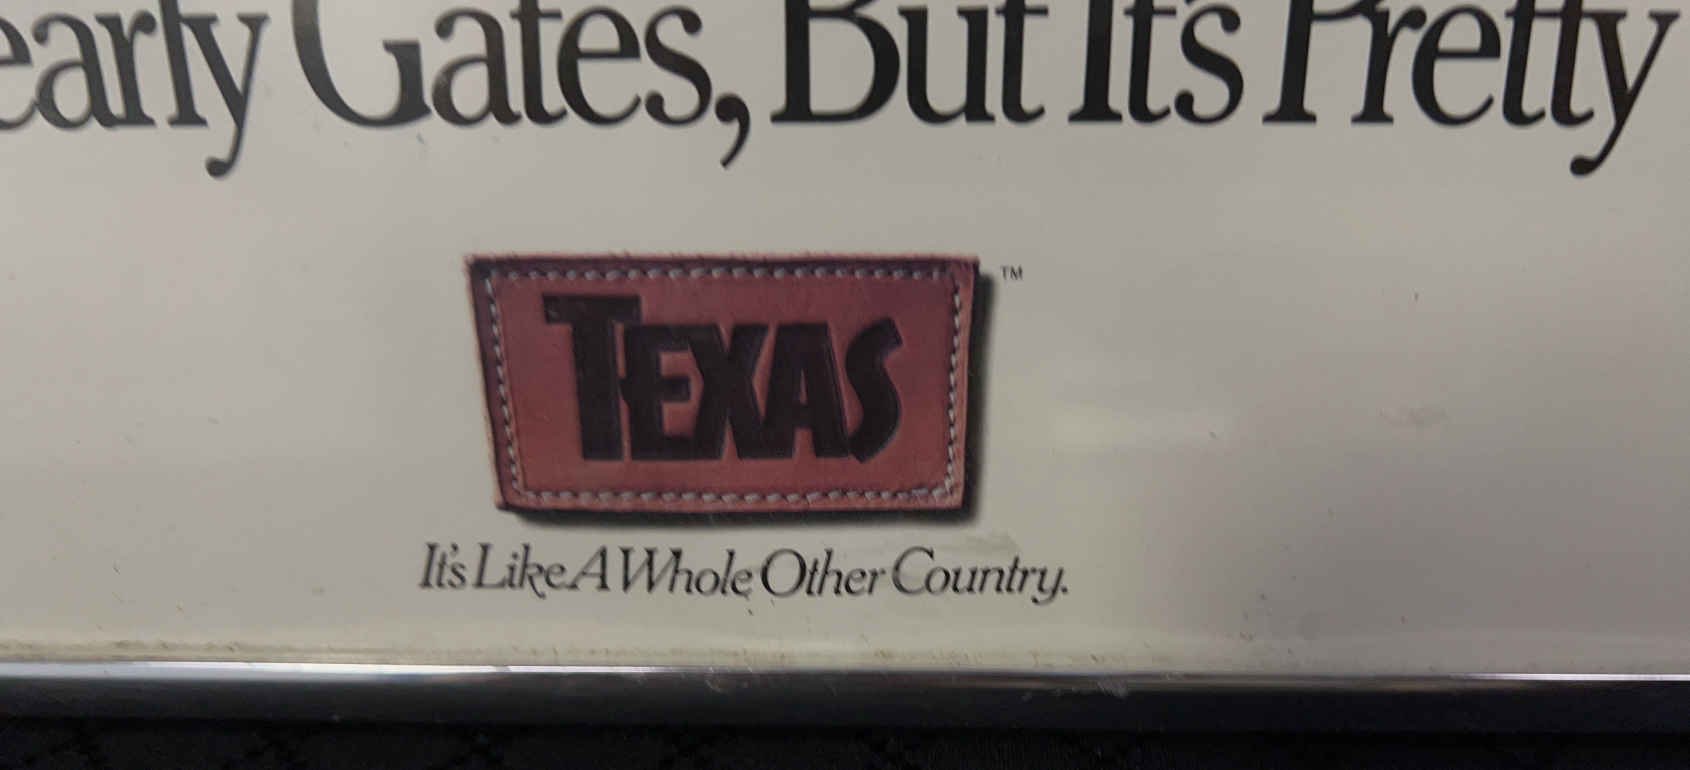 early Gates, But It's Pretty
TEXAS
TM
It's Like A Whole Other Country.